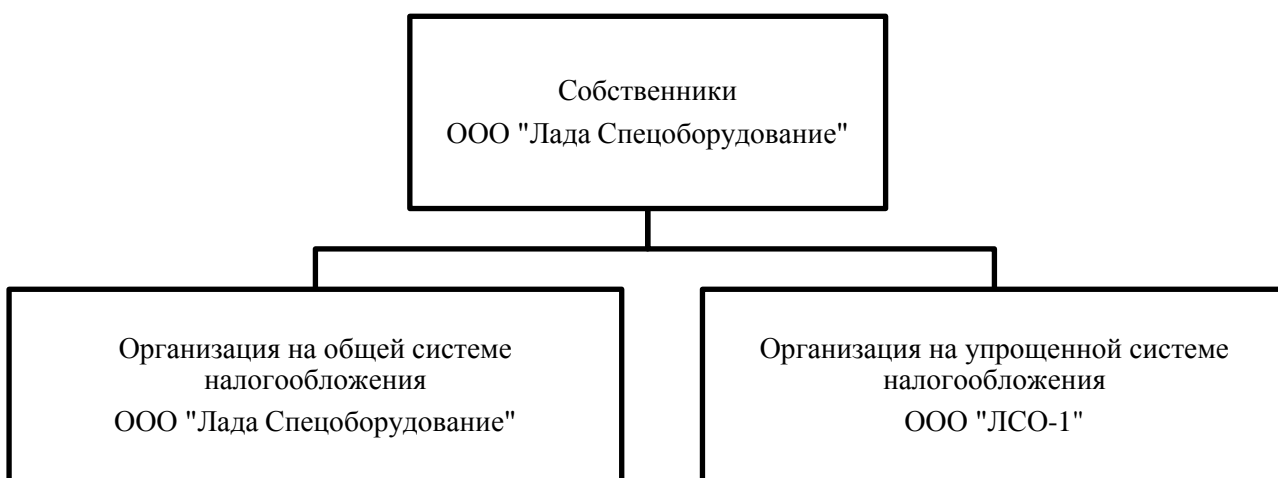 Собственники
ООО "Лада Спецоборудование"
Организация на общей системе
налогообложения
ООО "Лада Спецоборудование"
Организация на упрощенной системе
налогообложения
ООО "ЛСО-1"